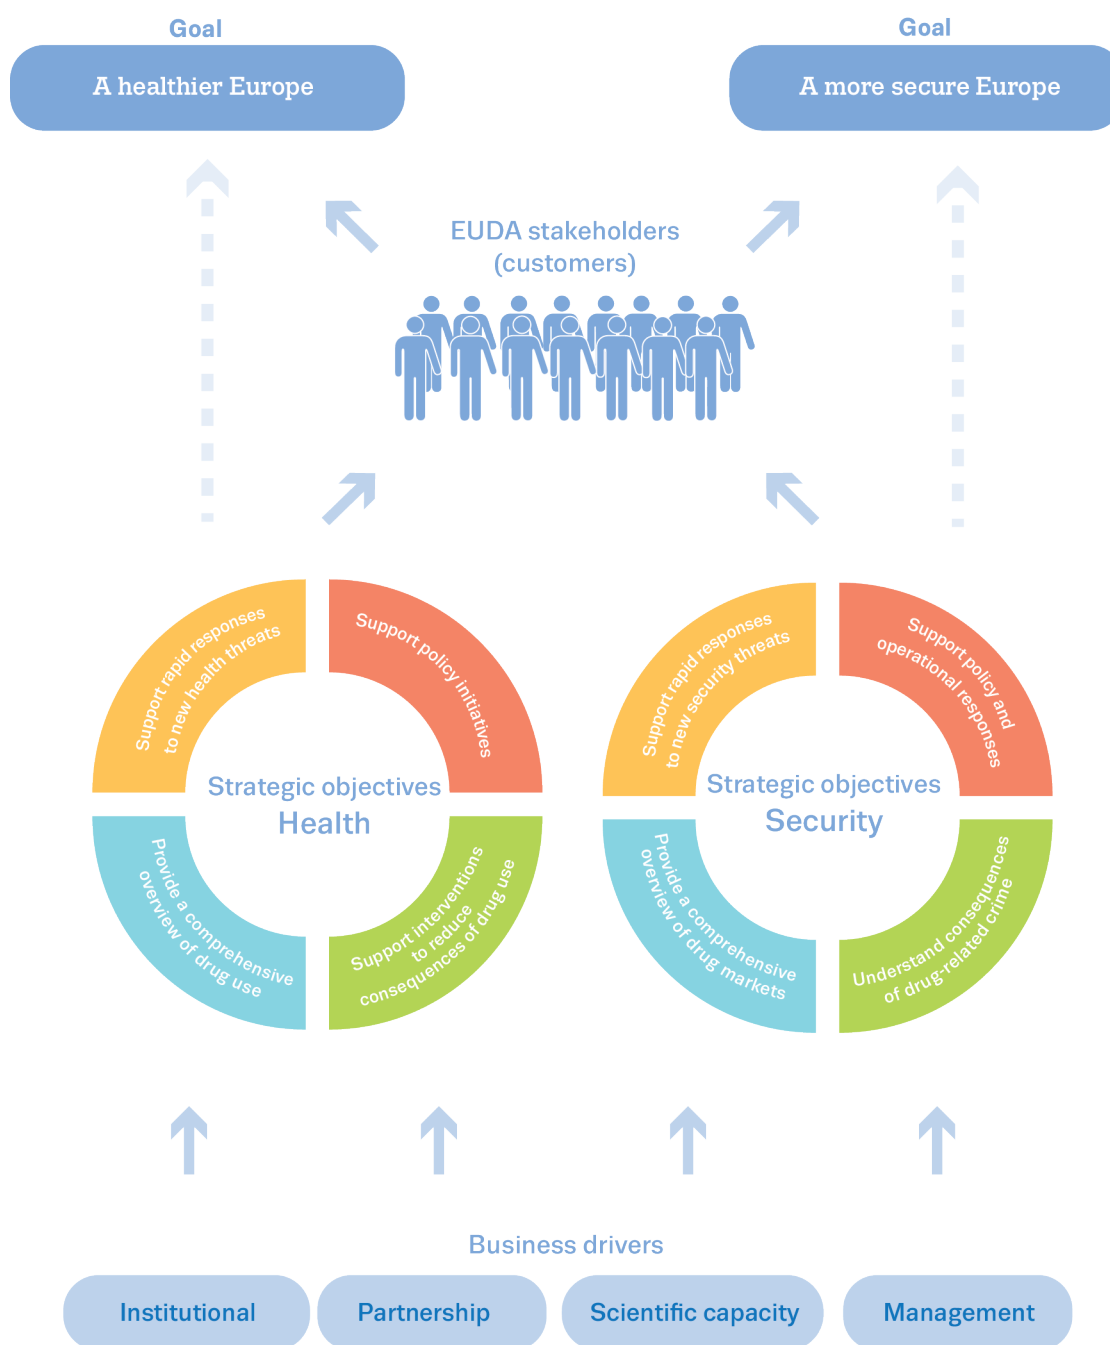 Goal
A healthier Europe
Goal
A more secure Europe
EUDA stakeholders
(customers)
Support rapid responses
to new health threats
Support policy initiatives
Strategic objectives
Health
Provide a comprehensive
overview of drug use
Support interventions
to reduce
consequences of drug use
Support rapid responses
to new security threats
Support policy and
operational responses
Strategic objectives
Security
Provide a comprehensive
overview of drug markets
Understand consequences
of drug-related crime
Business drivers
Institutional
Partnership
Scientific capacity
Management